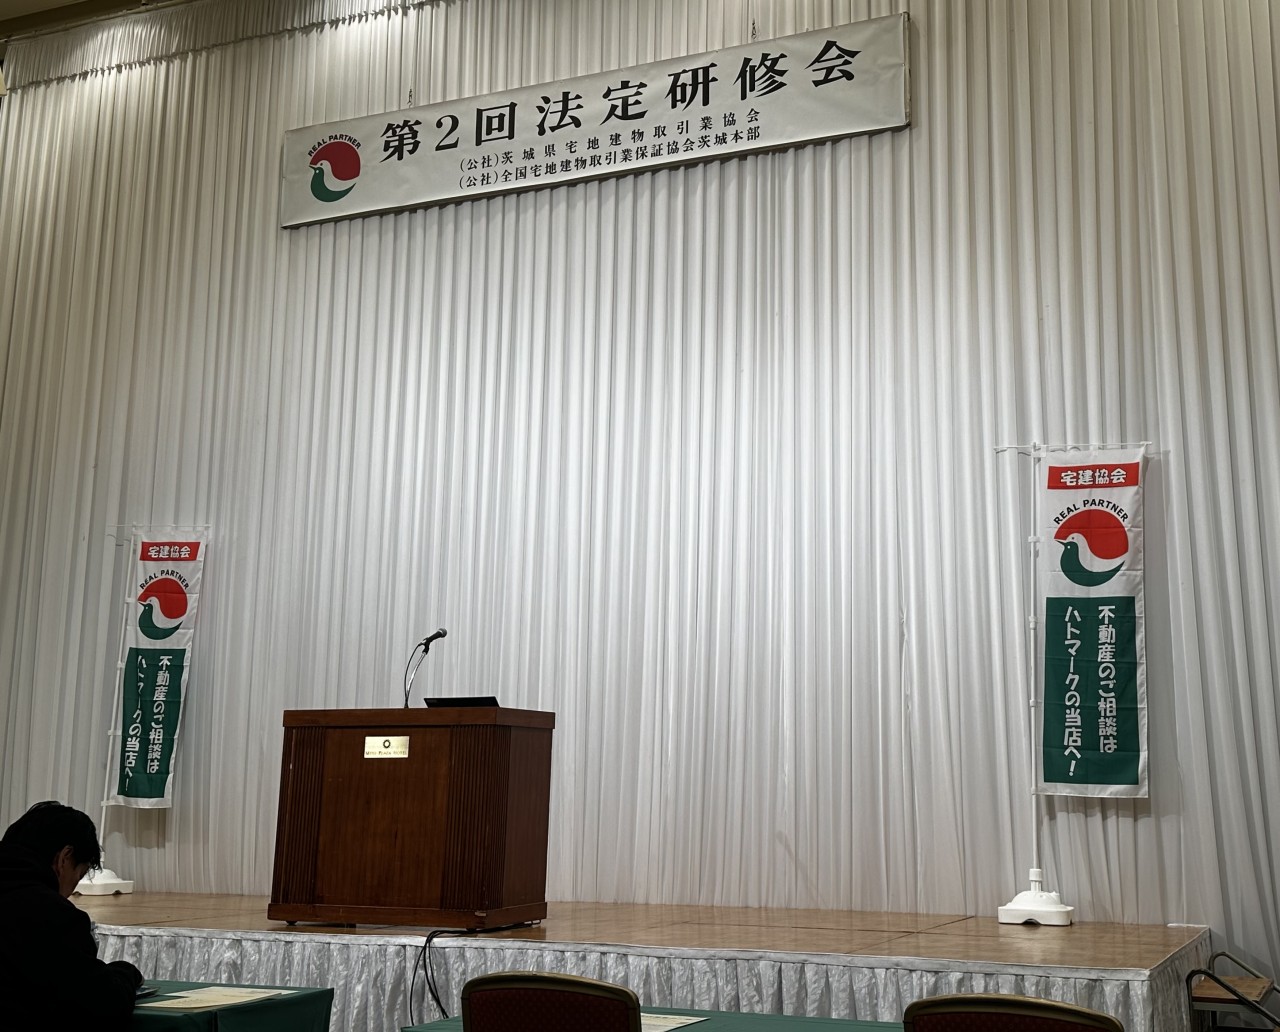 REAL PARTNER
第2回法定研修会
(公社)茨城県宅地建物取引業協会
(公社)全国宅地建物取引業保証協会茨城本部
宅建協会
REAL PARTNER
不動産のご相談は
ハトマークの当店へ!
宅建協会
REAL PARTNER
不動産のご相談は
ハトマークの当店へ!
MITO PLAZA HOTEL